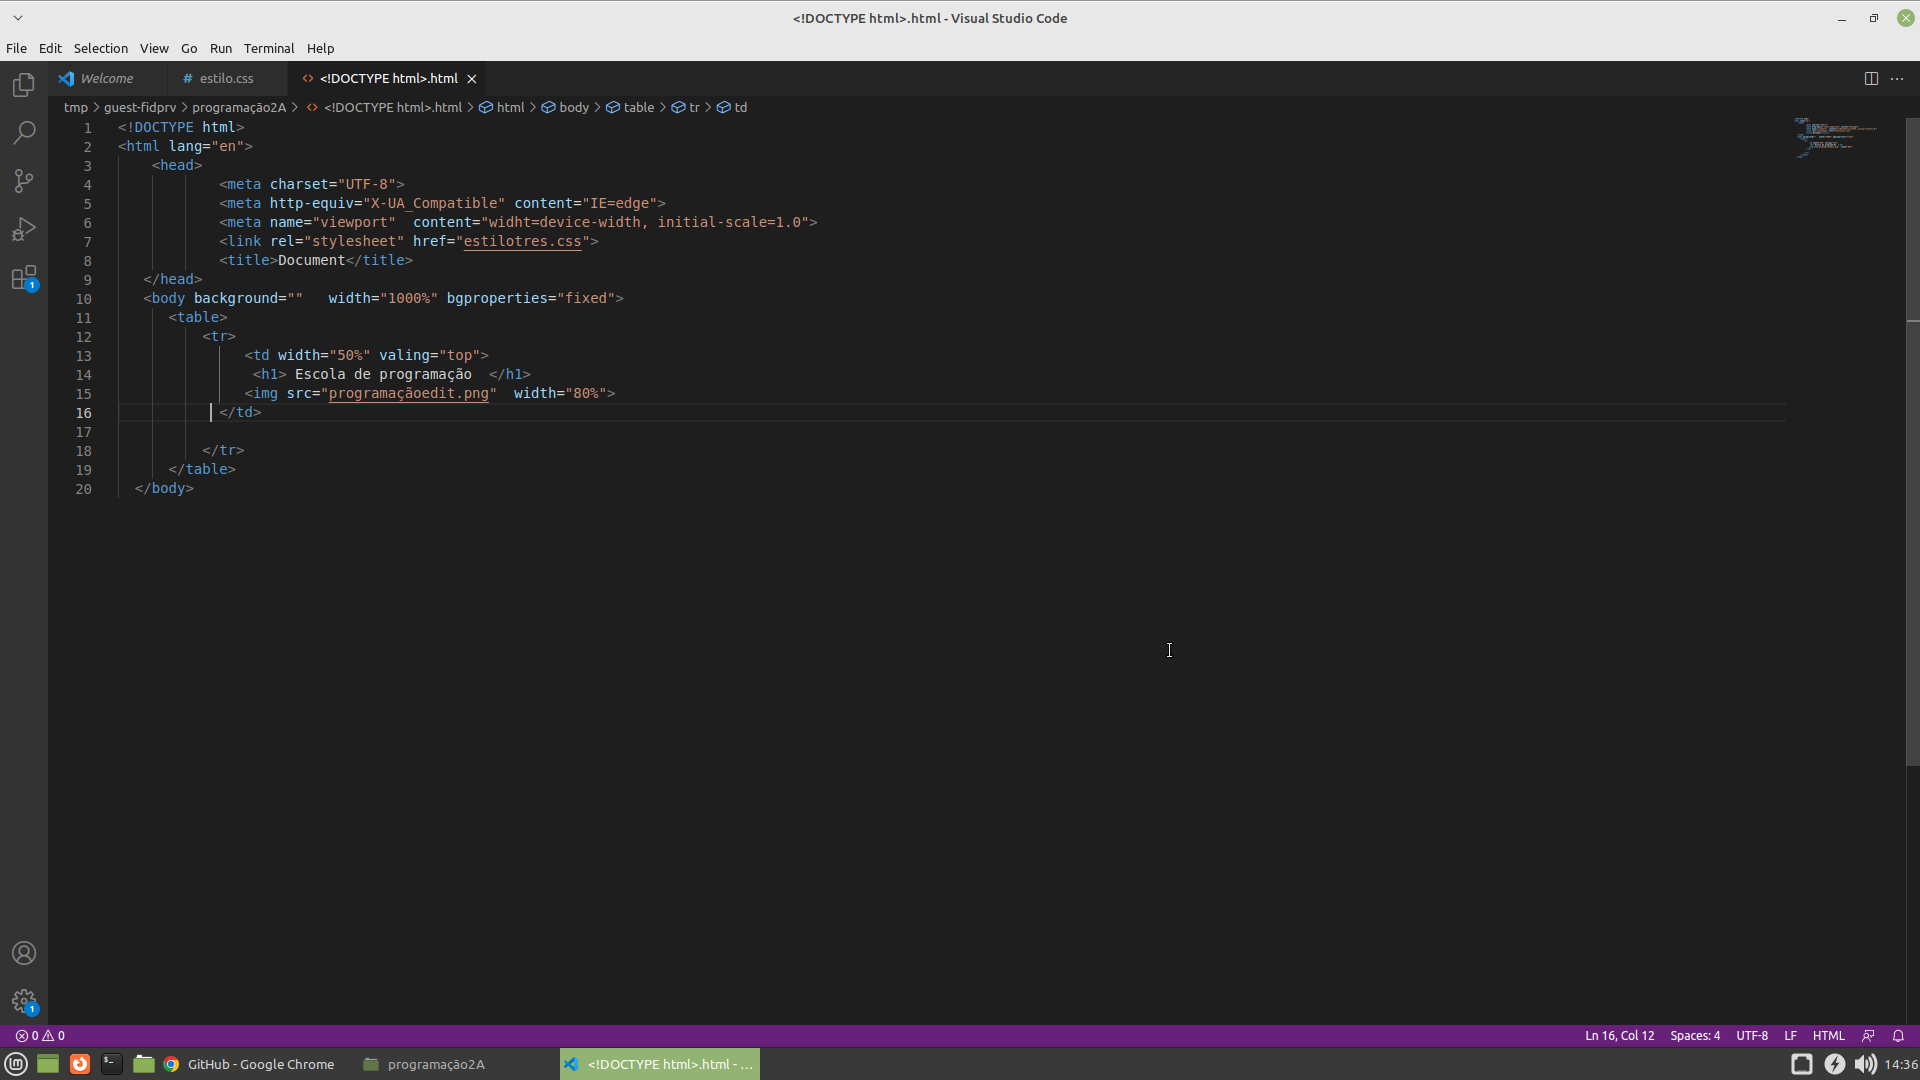 <!DOCTYPE html>.html - Visual Studio Code
File Edit Selection View Go Run Terminal Help
Welcome # estilo.css <> <!DOCTYPE html>.html
tmp > guest-fidprv > programação2A > <> <!DOCTYPE html>.html > html > body > table > tr > td
1 <!DOCTYPE html>
2 <html lang="en">
3 <head>
4 <meta charset="UTF-8">
5 <meta http-equiv="X-UA_Compatible" content="IE=edge">
6 <meta name="viewport"  content="widht=device-width, initial-scale=1.0">
7 <link rel="stylesheet" href="estilotres.css">
8 <title>Document</title>
9 </head>
10 <body background=""   width="1000%" bgproperties="fixed">
11 <table>
12 <tr>
13 <td width="50%" valing="top">
14 <h1> Escola de programação  </h1>
15 <img src="programaçãoedit.png"  width="80%">
16 </td>
17
18 </tr>
19 </table>
20 </body>
1
1
0 0 Ln 16, Col 12 Spaces: 4 UTF-8 LF HTML
GitHub - Google Chrome programação2A <!DOCTYPE html>.html - ... 14:36